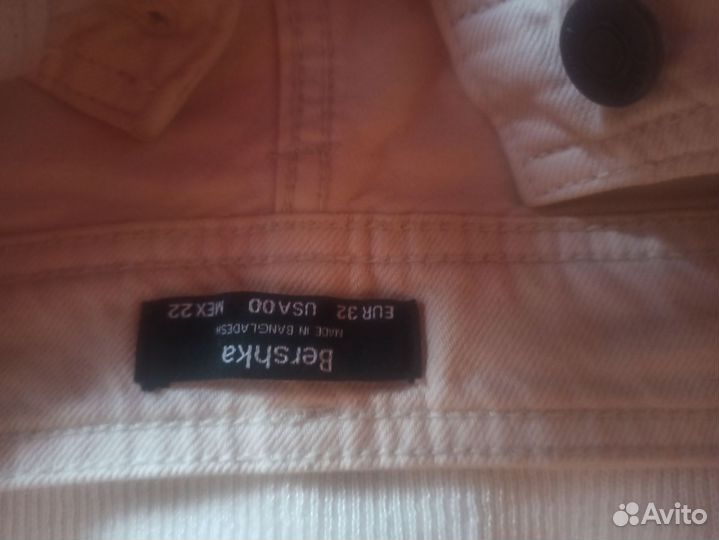 Bershka
MADE IN BANGLADESH
EUR 32 USA 00 MEX 22
Avito